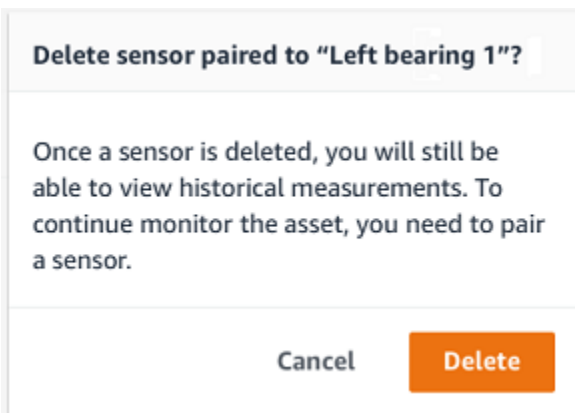 Delete sensor paired to “Left bearing 1”?
Once a sensor is deleted, you will still be
able to view historical measurements. To
continue monitor the asset, you need to pair
a sensor.
Cancel
Delete